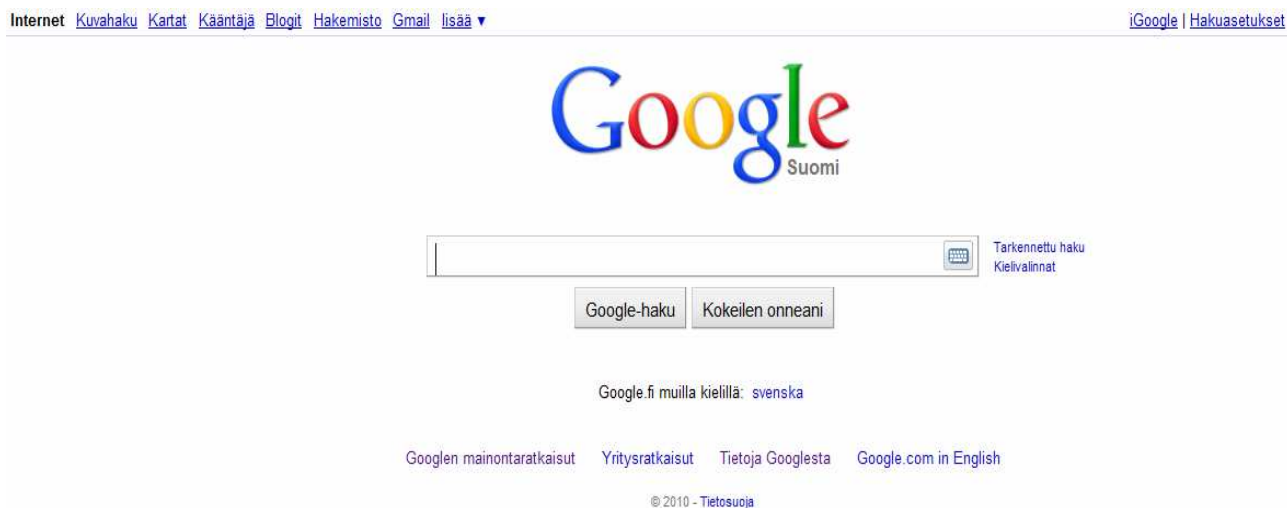 Internet Kuvahaku Kartat Kääntäjä Blogit Hakemisto Gmail lisää ▼ iGoogle | Hakuasetukset
Google
Suomi
Tarkennettu haku
Kielivalinnat
Google-haku Kokeilen onneani
Google.fi muilla kielillä: svenska
Googlen mainontaratkaisut Yritysratkaisut Tietoja Googlesta Google.com in English
© 2010 - Tietosuoja